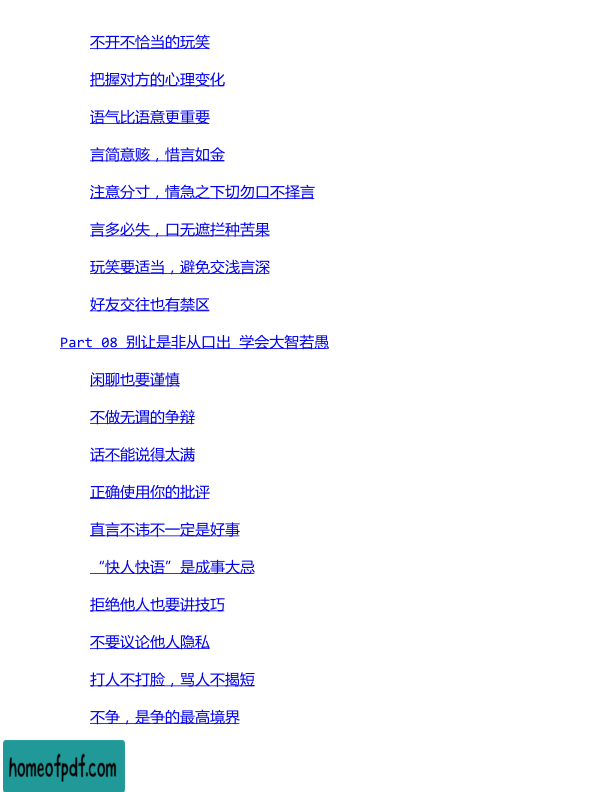 不开不恰当的玩笑
把握对方的心理变化
语气比语意更重要
言简意赅，惜言如金
注意分寸，情急之下切勿口不择言
言多必失，口无遮拦种苦果
玩笑要适当，避免交浅言深
好友交往也有禁区
Part 08 别让是非从口出 学会大智若愚
闲聊也要谨慎
不做无谓的争辩
话不能说得太满
正确使用你的批评
直言不讳不一定是好事
“快人快语”是成事大忌
拒绝他人也要讲技巧
不要议论他人隐私
打人不打脸，骂人不揭短
不争，是争的最高境界
homeofpdf.com